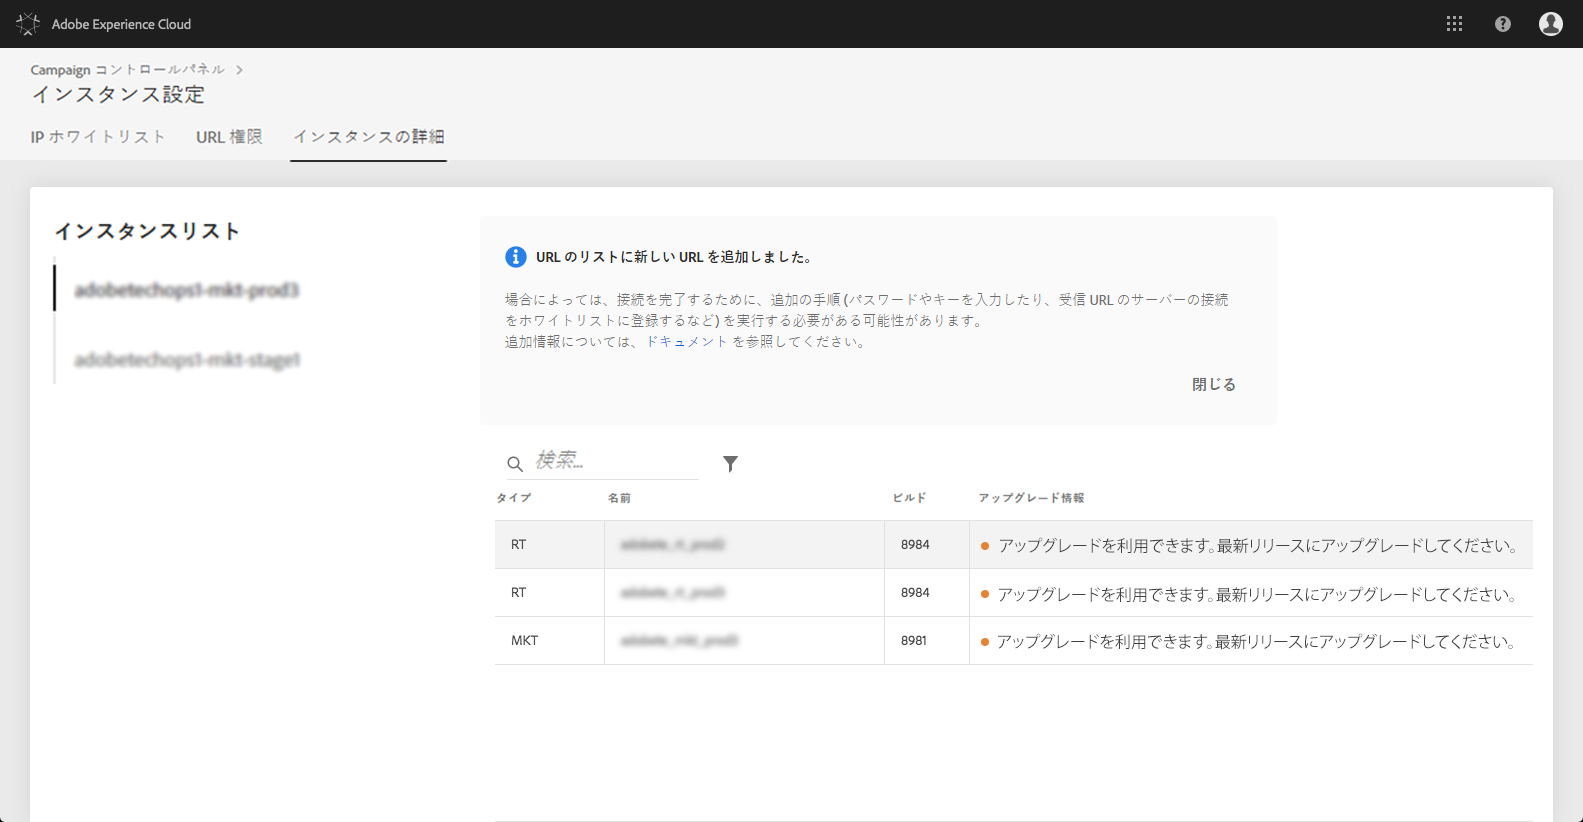 Adobe Experience Cloud
Campaign コントロールパネル
インスタンス設定
IP ホワイトリスト URL 権限 インスタンスの詳細
インスタンスリスト
adobetechops1-mkt-prod3
adobetechops1-mkt-stage1
URL のリストに新しい URL を追加しました。
場合によっては、接続を完了するために、追加の手順 (パスワードやキーを入力したり、受信 URL のサーバーの接続
をホワイトリストに登録するなど) を実行する必要がある可能性があります。
追加情報については、ドキュメント を参照してください。
閉じる
検索...
タイプ 名前 ビルド アップグレード情報
RT 8984 アップグレードを利用できます。最新リリースにアップグレードしてください。
RT 8984 アップグレードを利用できます。最新リリースにアップグレードしてください。
MKT 8981 アップグレードを利用できます。最新リリースにアップグレードしてください。